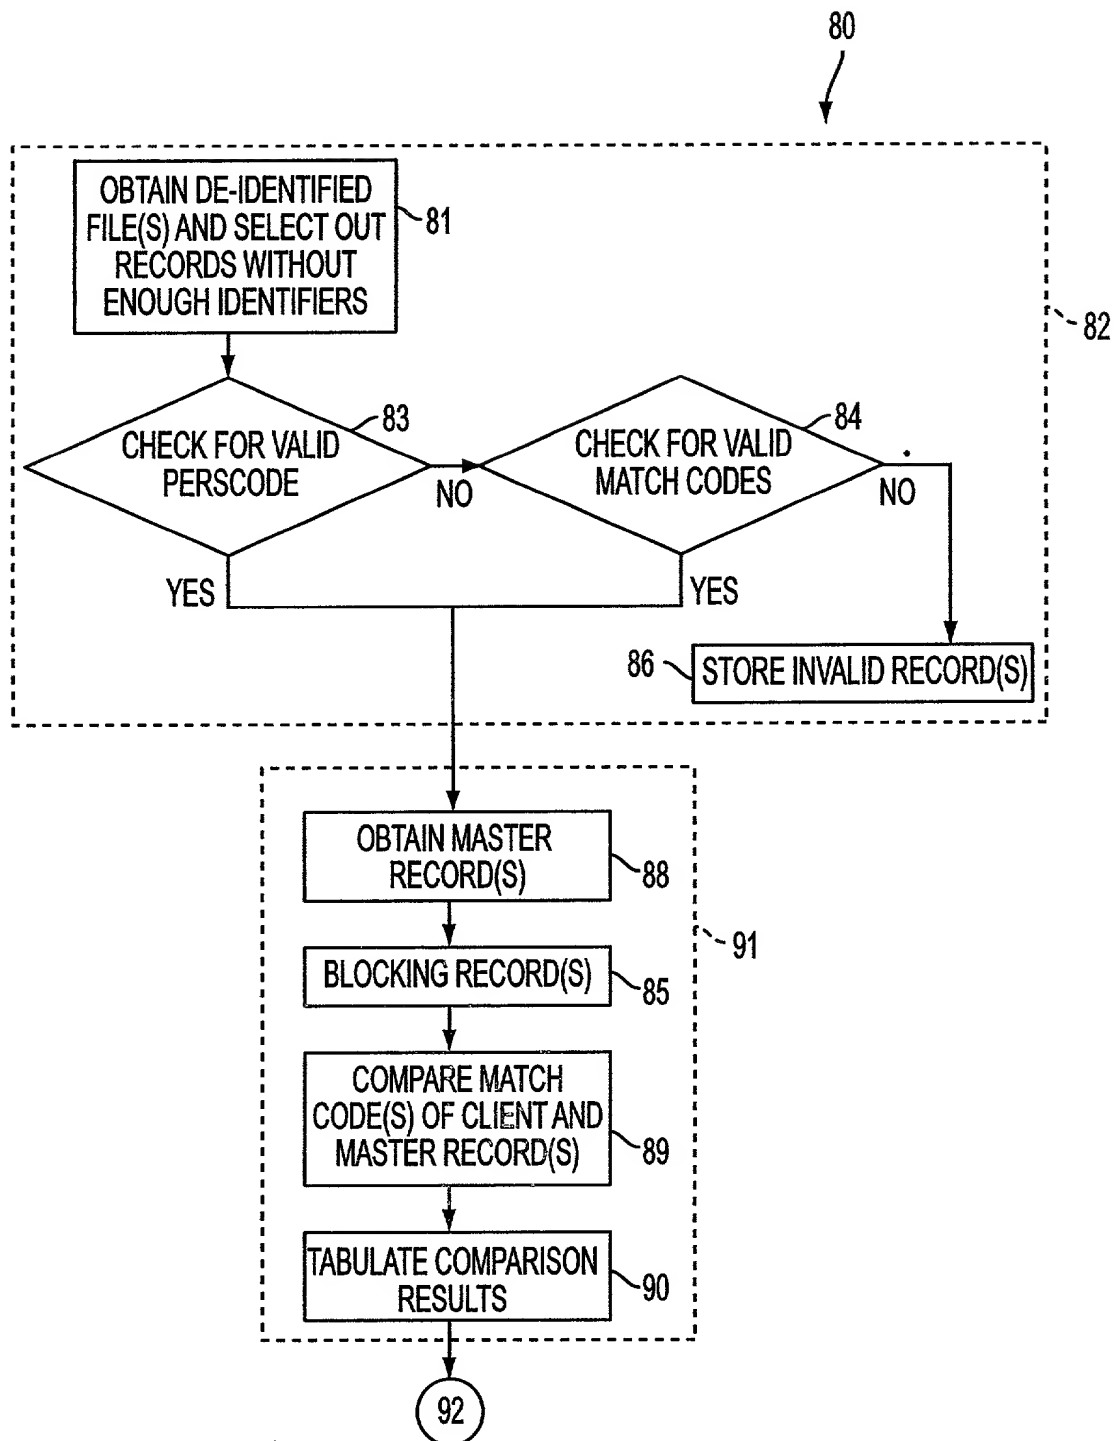 80
OBTAIN DE-IDENTIFIED
FILE(S) AND SELECT OUT
RECORDS WITHOUT
ENOUGH IDENTIFIERS
81
82
CHECK FOR VALID
PERSCODE
83
NO
YES
CHECK FOR VALID
MATCH CODES
84
NO
YES
86
STORE INVALID RECORD(S)
OBTAIN MASTER
RECORD(S)
88
91
BLOCKING RECORD(S)
85
COMPARE MATCH
CODE(S) OF CLIENT AND
MASTER RECORD(S)
89
TABULATE COMPARISON
RESULTS
90
92